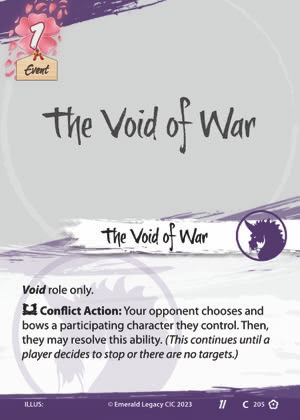 1
Event
The Void of War
The Void of War
Void role only.
Conflict Action: Your opponent chooses and
bows a participating character they control. Then,
they may resolve this ability. (This continues until a
player decides to stop or there are no targets.)
ILLUS:
© Emerald Legacy CIC 2023
C 205